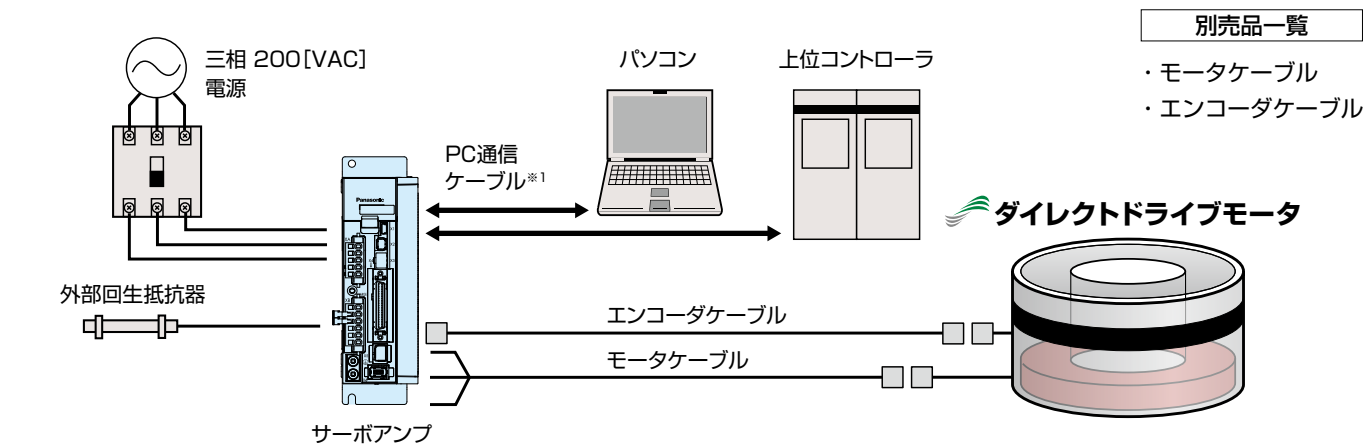 別売品一覧
・モータケーブル
・エンコーダケーブル
三相 200[VAC]
電源
パソコン
上位コントローラ
PC通信
ケーブル※1
Panasonic
ダイレクトドライブモータ
外部回生抵抗器
エンコーダケーブル
モータケーブル
サーボアンプ